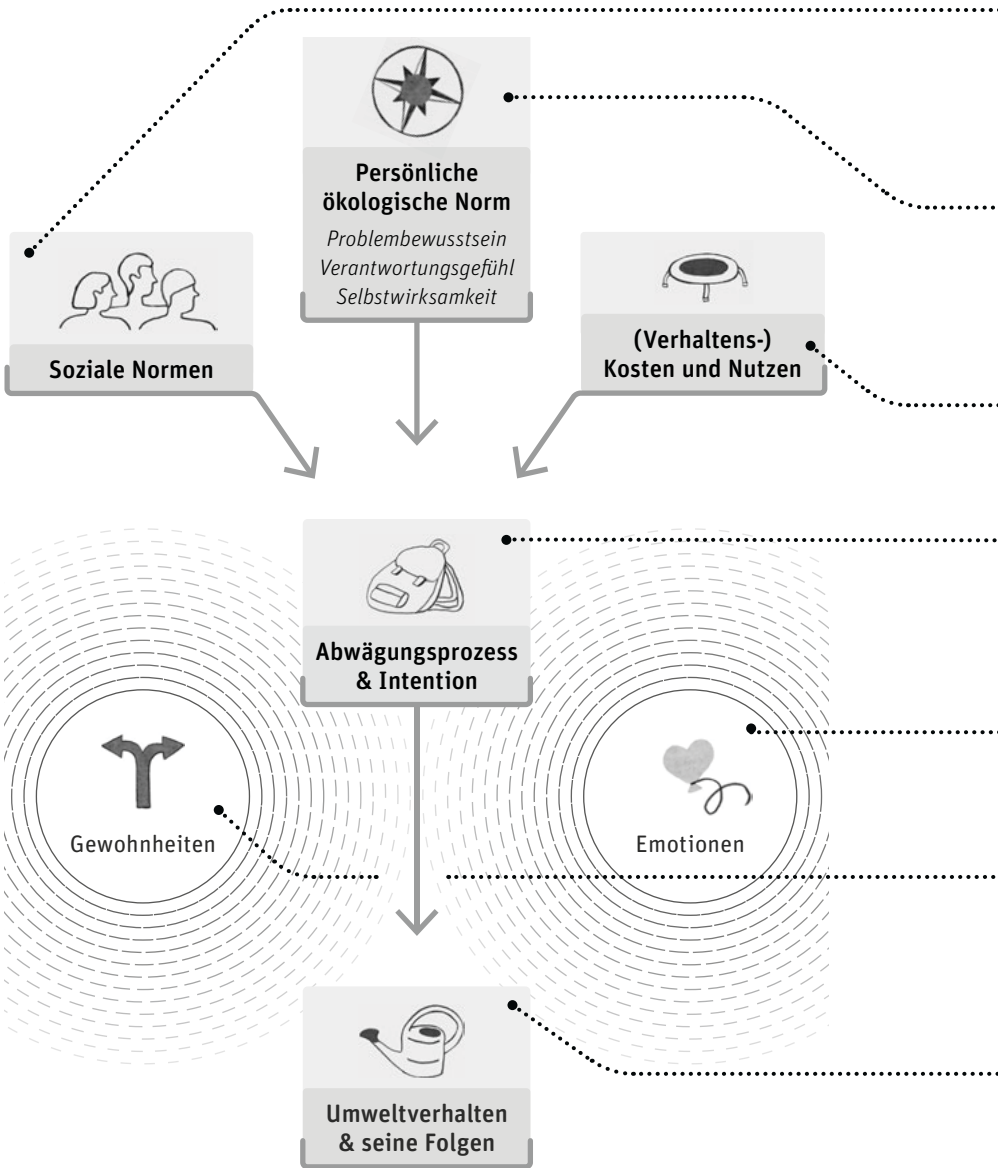 Persönliche
ökologische Norm
Problembewusstsein
Verantwortungsgefühl
Selbstwirksamkeit
Soziale Normen
(Verhaltens-)
Kosten und Nutzen
Abwägungsprozess
& Intention
Gewohnheiten
Emotionen
Umweltverhalten
& seine Folgen